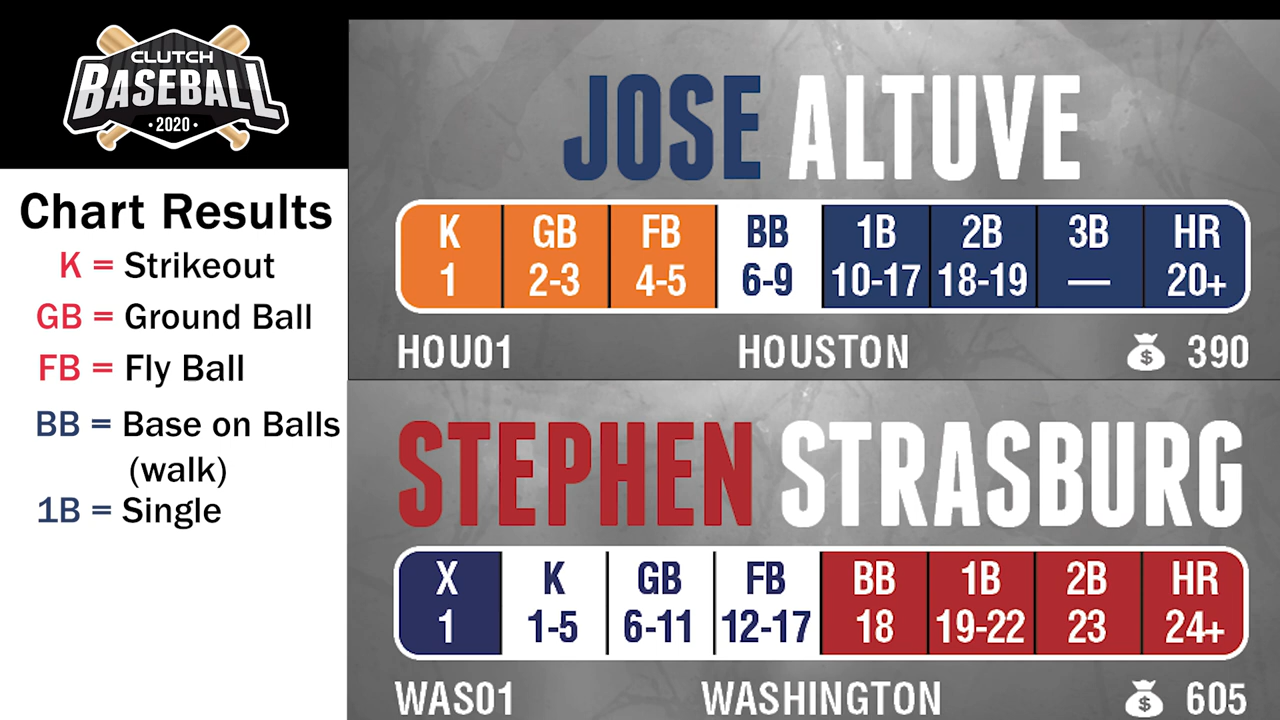 CLUTCH
BASEBALL
·2020·
Chart Results
K = Strikeout
GB = Ground Ball
FB = Fly Ball
BB = Base on Balls
(walk)
1B = Single
JOSE ALTUVE
K GB FB BB 1B 2B 3B HR
1 2-3 4-5 6-9 10-17 18-19 — 20+
HOU01 HOUSTON $ 390
STEPHEN STRASBURG
X K GB FB BB 1B 2B HR
1 1-5 6-11 12-17 18 19-22 23 24+
WAS01 WASHINGTON $ 605